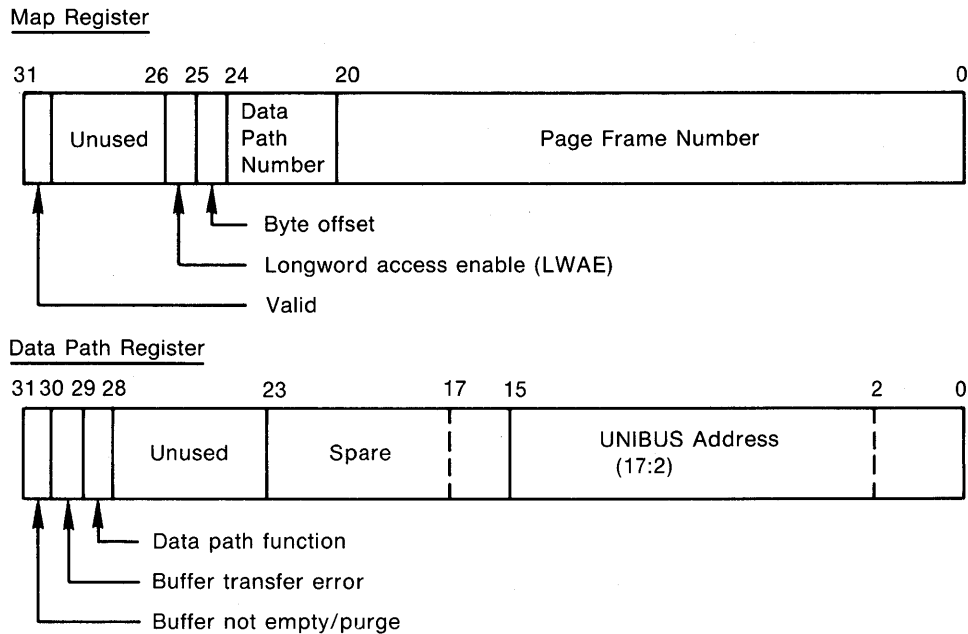 Map Register
31 26 25 24 20 0
Unused
Data
Path
Number
Page Frame Number
Byte offset
Longword access enable (LWAE)
Valid
Data Path Register
31 30 29 28 23 17 15 2 0
Unused
Spare
UNIBUS Address
(17:2)
Data path function
Buffer transfer error
Buffer not empty/purge